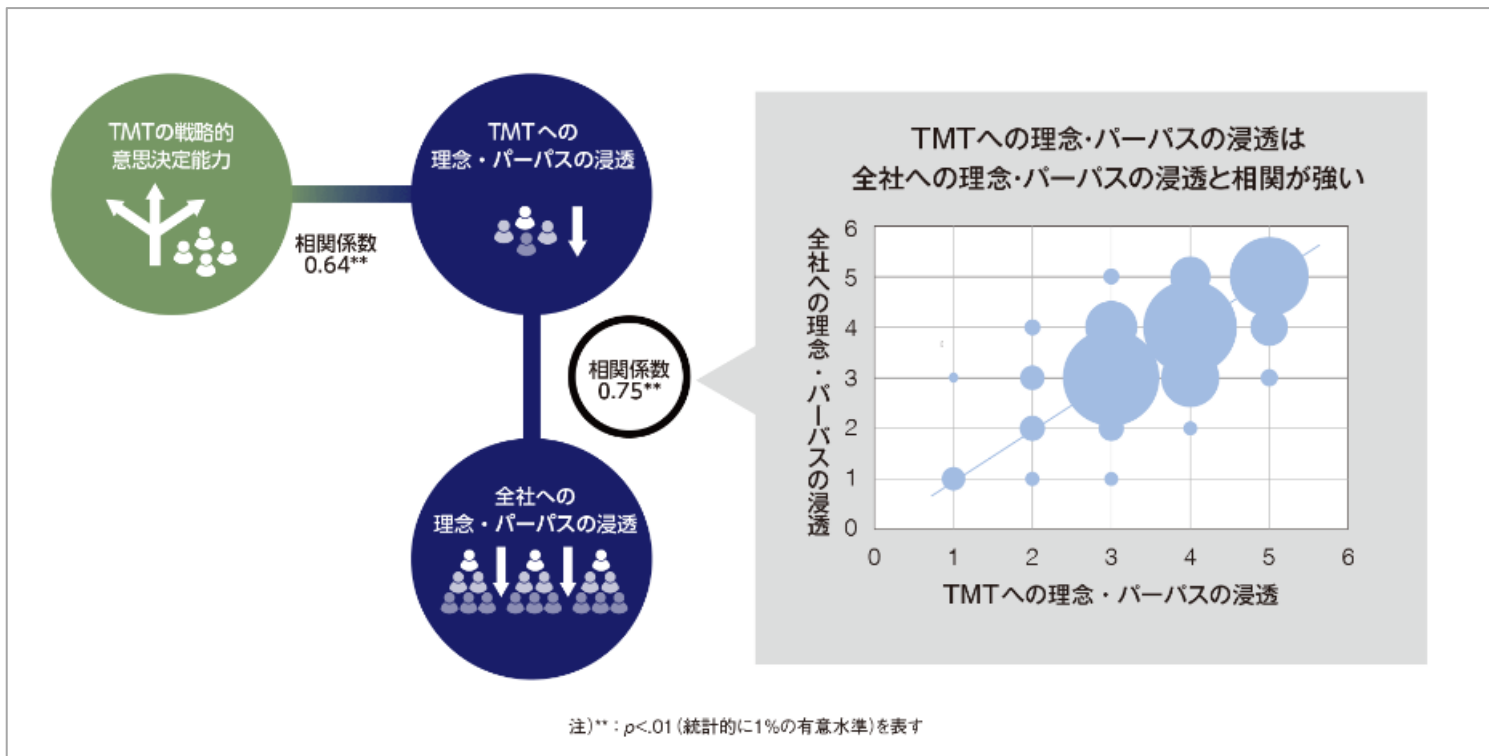 TMTの戦略的
意思決定能力
相関係数
0.64**
TMTへの
理念・パーパスの浸透
相関係数
0.75**
全社への
理念・パーパスの浸透
TMTへの理念・パーパスの浸透は
全社への理念・パーパスの浸透と相関が強い
全社への理念・パーパスの浸透
6
5
4
3
2
1
0
0 1 2 3 4 5 6
TMTへの理念・パーパスの浸透
注)**：p<.01(統計的に1%の有意水準)を表す